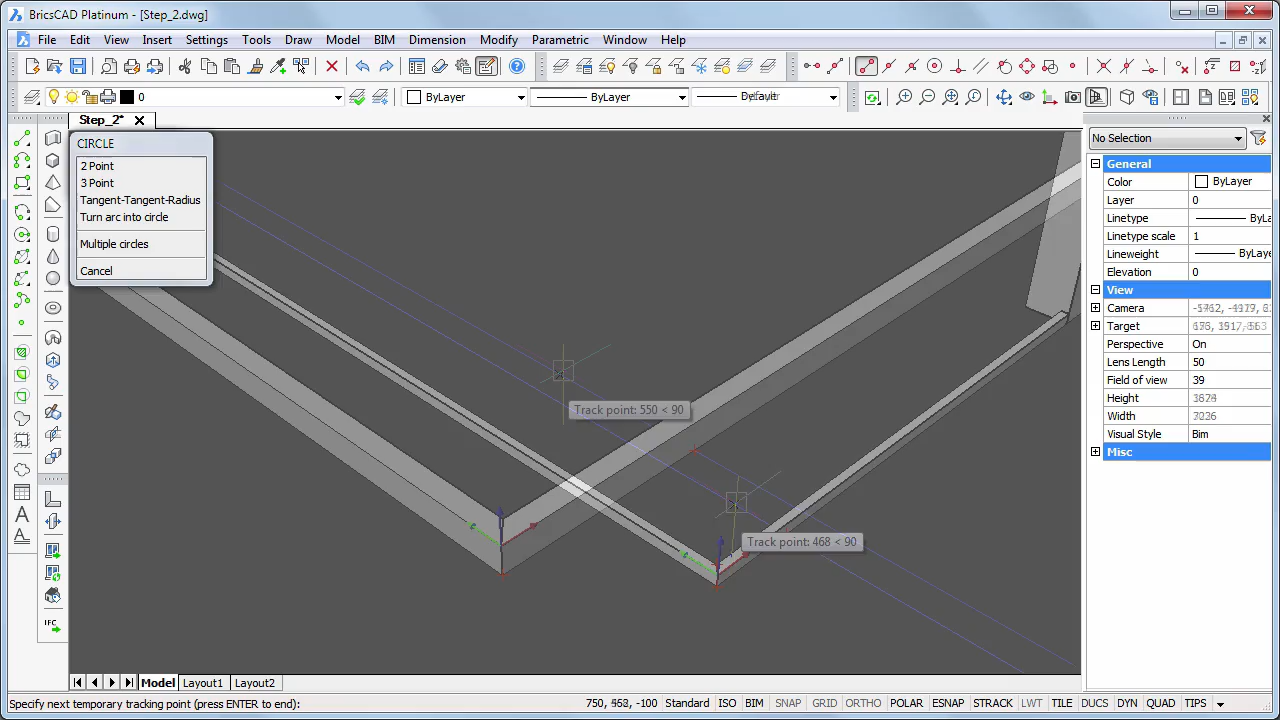 BricsCAD Platinum - [Step_2.dwg]
File Edit View Insert Settings Tools Draw Model BIM Dimension Modify Parametric Window Help
0 ByLayer ByLayer Default
Step_2*
CIRCLE
2 Point
3 Point
Tangent-Tangent-Radius
Turn arc into circle
Multiple circles
Cancel
IFC
Track point: 550 < 90
Track point: 468 < 90
No Selection
General
Color ByLayer
Layer 0
Linetype ByLa
Linetype scale 1
Lineweight ByLaye
Elevation 0
View
Camera
Target
Perspective On
Lens Length 50
Field of view 39
Height
Width
Visual Style Bim
Misc
Model Layout1 Layout2
Specify next temporary tracking point (press ENTER to end): 750, -100 Standard ISO BIM SNAP GRID ORTHO POLAR ESNAP STRACK LWT TILE DUCS DYN QUAD TIPS